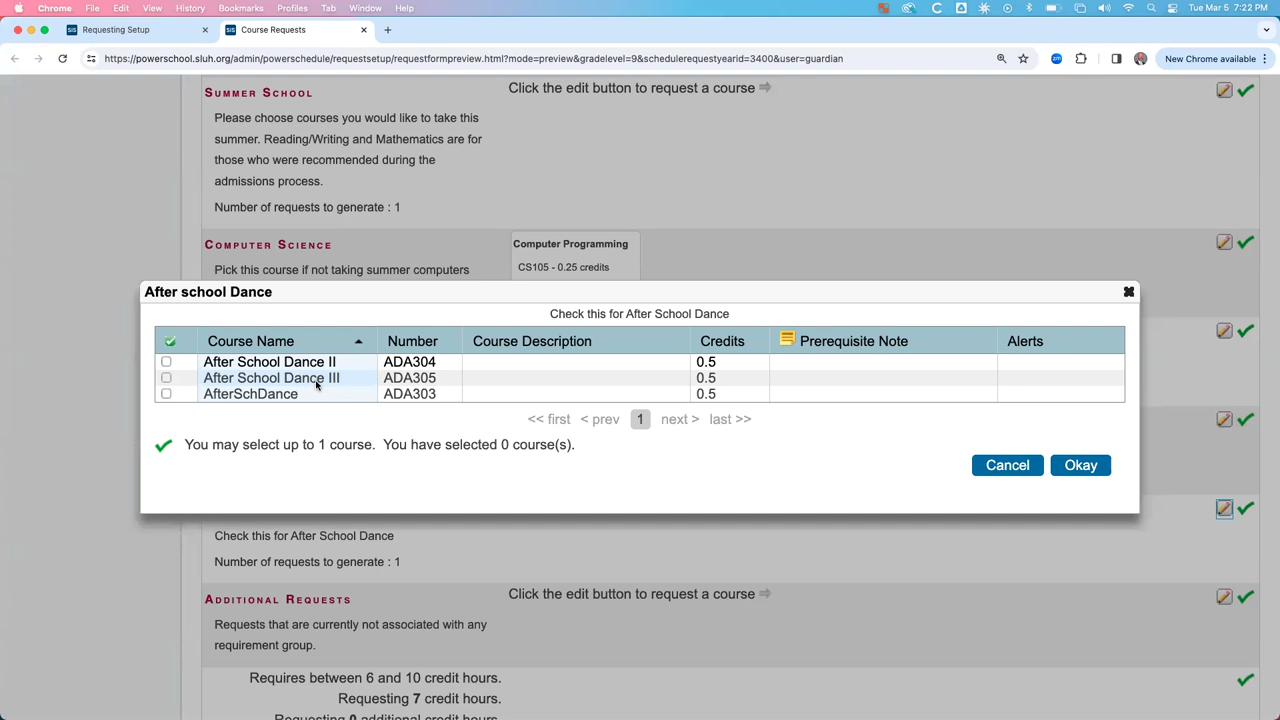 Chrome File Edit View History Bookmarks Profiles Tab Window Help Tue Mar 5 7:22 PM
SIS Requesting Setup SIS Course Requests
https://powerschool.sluh.org/admin/powerschedule/requestsetup/requestformpreview.html?mode=preview&gradelevel=9&schedulerequestyearid=3400&user=guardian New Chrome available
Summer School Click the edit button to request a course
Please choose courses you would like to take this
summer. Reading/Writing and Mathematics are for
those who were recommended during the
admissions process.
Number of requests to generate : 1
Computer Science Computer Programming
Pick this course if not taking summer computers CS105 - 0.25 credits
After school Dance
Check this for After School Dance
Course Name Number Course Description Credits Prerequisite Note Alerts
After School Dance II ADA304 0.5
After School Dance III ADA305 0.5
AfterSchDance ADA303 0.5
<< first < prev 1 next > last >>
You may select up to 1 course. You have selected 0 course(s).
Cancel Okay
Check this for After School Dance
Number of requests to generate : 1
Additional Requests Click the edit button to request a course
Requests that are currently not associated with any
requirement group.
Requires between 6 and 10 credit hours.
Requesting 7 credit hours.
Requesting 0 additional credit hours.